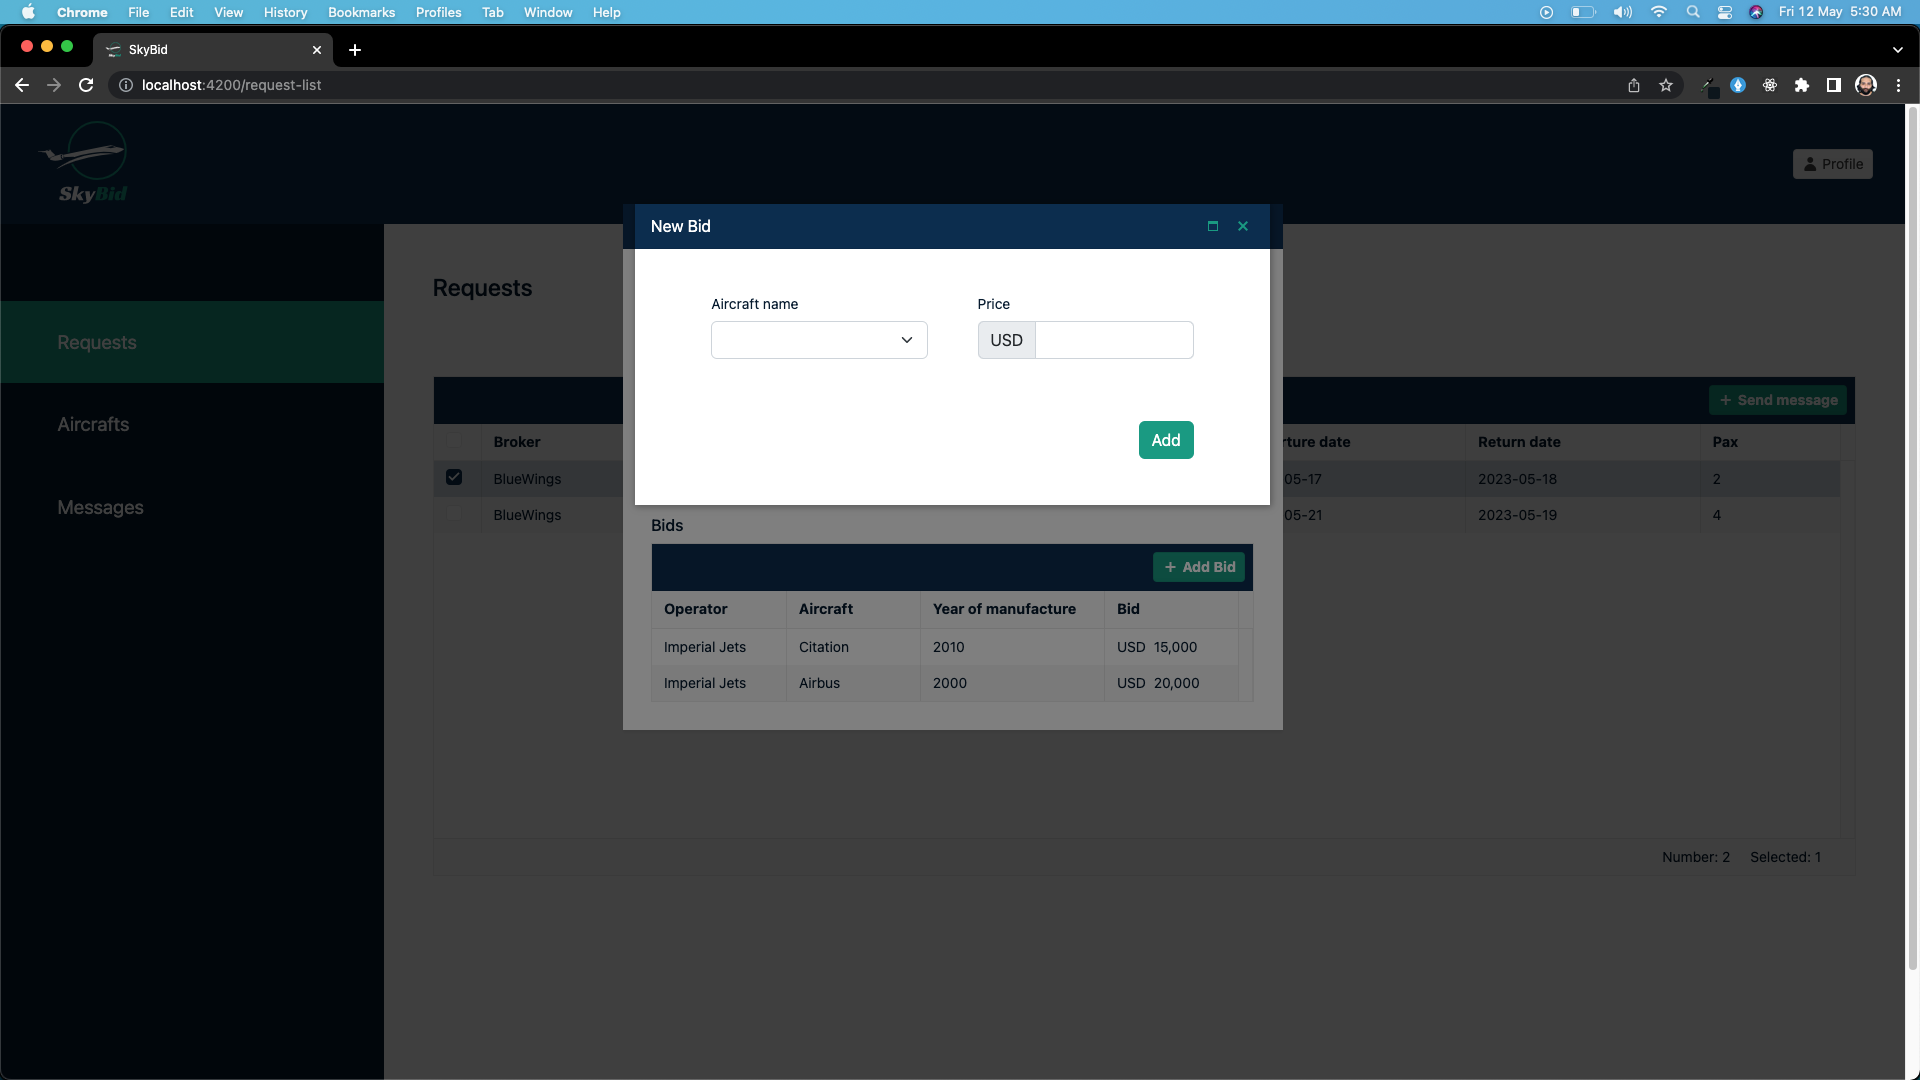 Chrome File Edit View History Bookmarks Profiles Tab Window Help Fri 12 May 5:30 AM
SkyBid
localhost:4200/request-list
SkyBid
Profile
New Bid
Requests
Aircraft name Price
USD
Add
Requests
Aircrafts
Messages
+ Send message
Broker rture date Return date Pax
BlueWings 05-17 2023-05-18 2
BlueWings 05-21 2023-05-19 4
Bids
+ Add Bid
Operator Aircraft Year of manufacture Bid
Imperial Jets Citation 2010 USD 15,000
Imperial Jets Airbus 2000 USD 20,000
Number: 2 Selected: 1